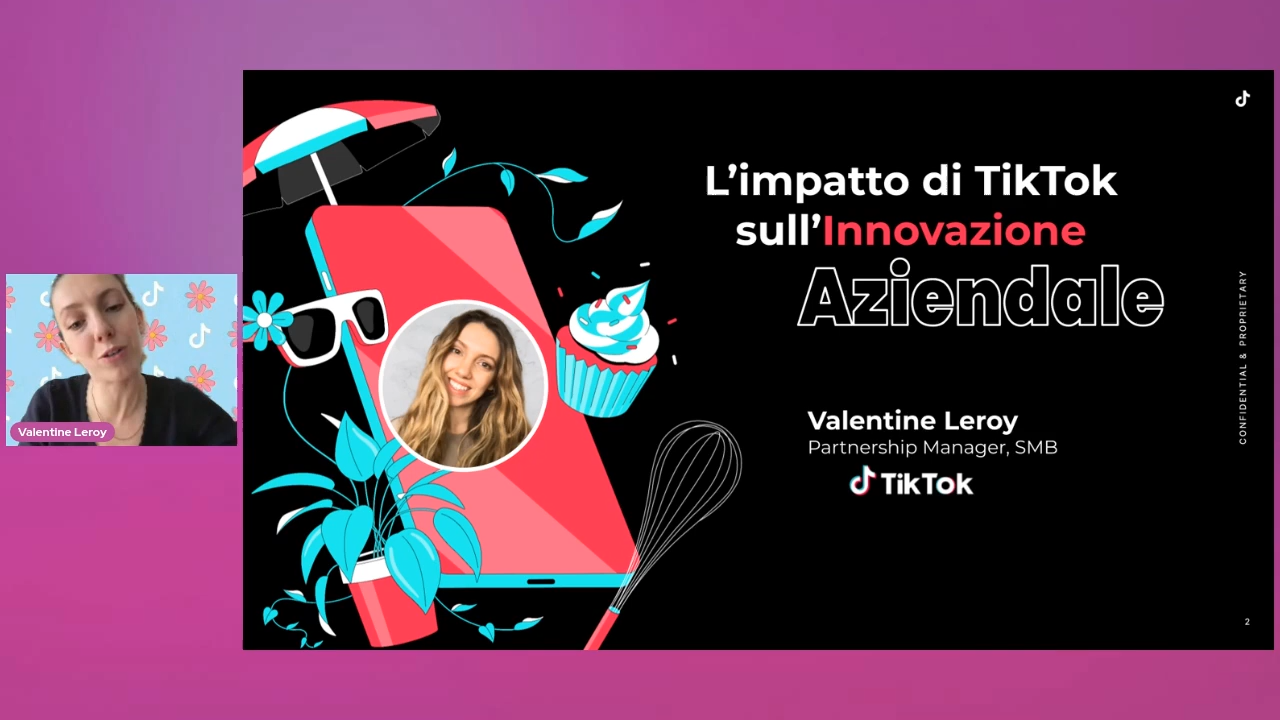 L’impatto di TikTok
sull’Innovazione
Aziendale
Valentine Leroy
Partnership Manager, SMB
TikTok
CONFIDENTIAL & PROPRIETARY
2
Valentine Leroy